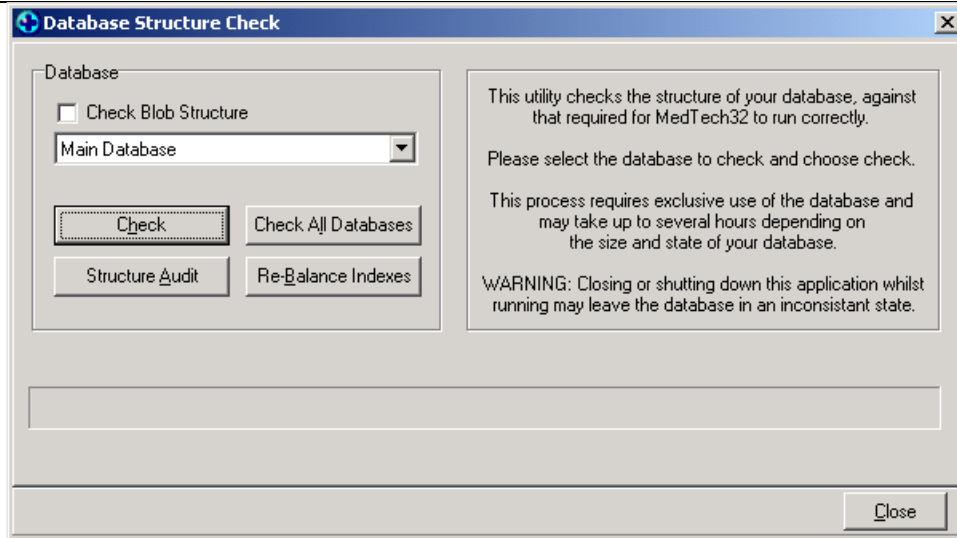 Database Structure Check
Database
Check Blob Structure
Main Database
Check
Check All Databases
Structure Audit
Re-Balance Indexes
This utility checks the structure of your database, against
that required for MedTech32 to run correctly.
Please select the database to check and choose check.
This process requires exclusive use of the database and
may take up to several hours depending on
the size and state of your database.
WARNING: Closing or shutting down this application whilst
running may leave the database in an inconsistant state.
Close